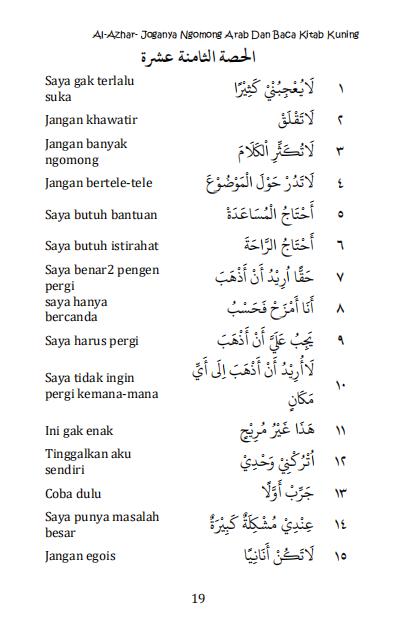 Al-Azhar- Joganya Ngomong Arab Dan Baca Kitab Kuning
الحصة الثامنة عشرة
Saya gak terlalu suka لَايُعْجِبُنِيْ كَثِيْرًا ١
Jangan khawatir لَاتَقْلَقْ ٢
Jangan banyak ngomong لَاتُكَثِّرِ الْكَلَامَ ٣
Jangan bertele-tele لَاتَدُرْ حَوْلَ الْمَوْضُوْعَ ٤
Saya butuh bantuan أَحْتَاجُ الْمُسَاعَدَةْ ٥
Saya butuh istirahat أَحْتَاجُ الرَّاحَةَ ٦
Saya benar2 pengen pergi حَقًّا اُرِيْدُ أَنْ أَذْهَبَ ٧
saya hanya bercanda أَنَا أَمْزَحْ فَحَسْبُ ٨
Saya harus pergi يَجِبُ عَلَيَّ أَنْ أَذْهَبَ ٩
Saya tidak ingin pergi kemana-mana لَاأُرِيْدُ أَنْ أَذْهَبَ اِلَى أَيِّ مَكَانٍ ١٠
Ini gak enak هَذَا غَيْرُ مُرِيْحٍ ١١
Tinggalkan aku sendiri اُتْرُكْنِيْ وَحْدِيْ ١٢
Coba dulu جَرِّبْ أَوَّلًا ١٣
Saya punya masalah besar عِنْدِيْ مُشْكِلَةٌ كَبِيْرَةٌ ١٤
Jangan egois لَاتَكُنْ أَنَانِيًا ١٥
19